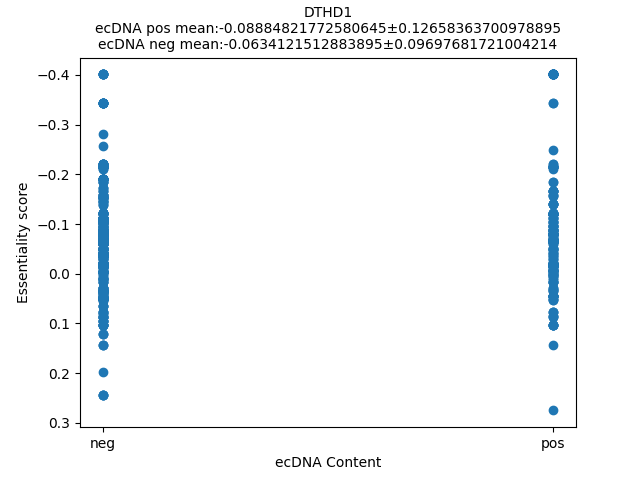 DTHD1
ecDNA pos mean:-0.08884821772580645±0.12658363700978895
ecDNA neg mean:-0.0634121512883895±0.09697681721004214
−0.4
−0.3
−0.2
−0.1
0.0
0.1
0.2
0.3
Essentiality score
neg
pos
ecDNA Content